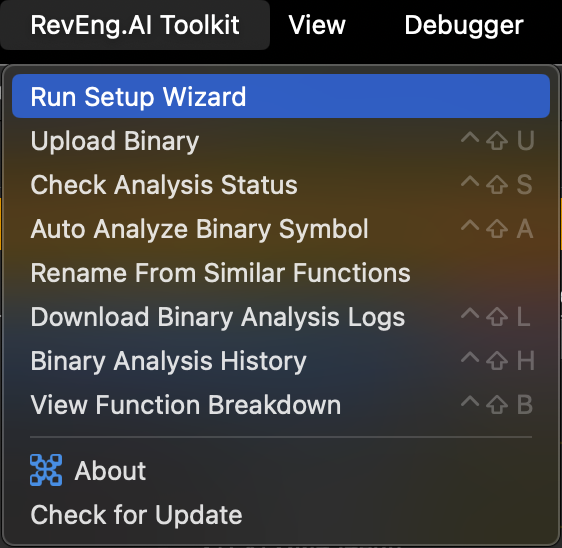 RevEng.AI Toolkit View Debugger
Run Setup Wizard
Upload Binary ^⇧U
Check Analysis Status ^⇧S
Auto Analyze Binary Symbol ^⇧A
Rename From Similar Functions
Download Binary Analysis Logs ^⇧L
Binary Analysis History ^⇧H
View Function Breakdown ^⇧B
About
Check for Update